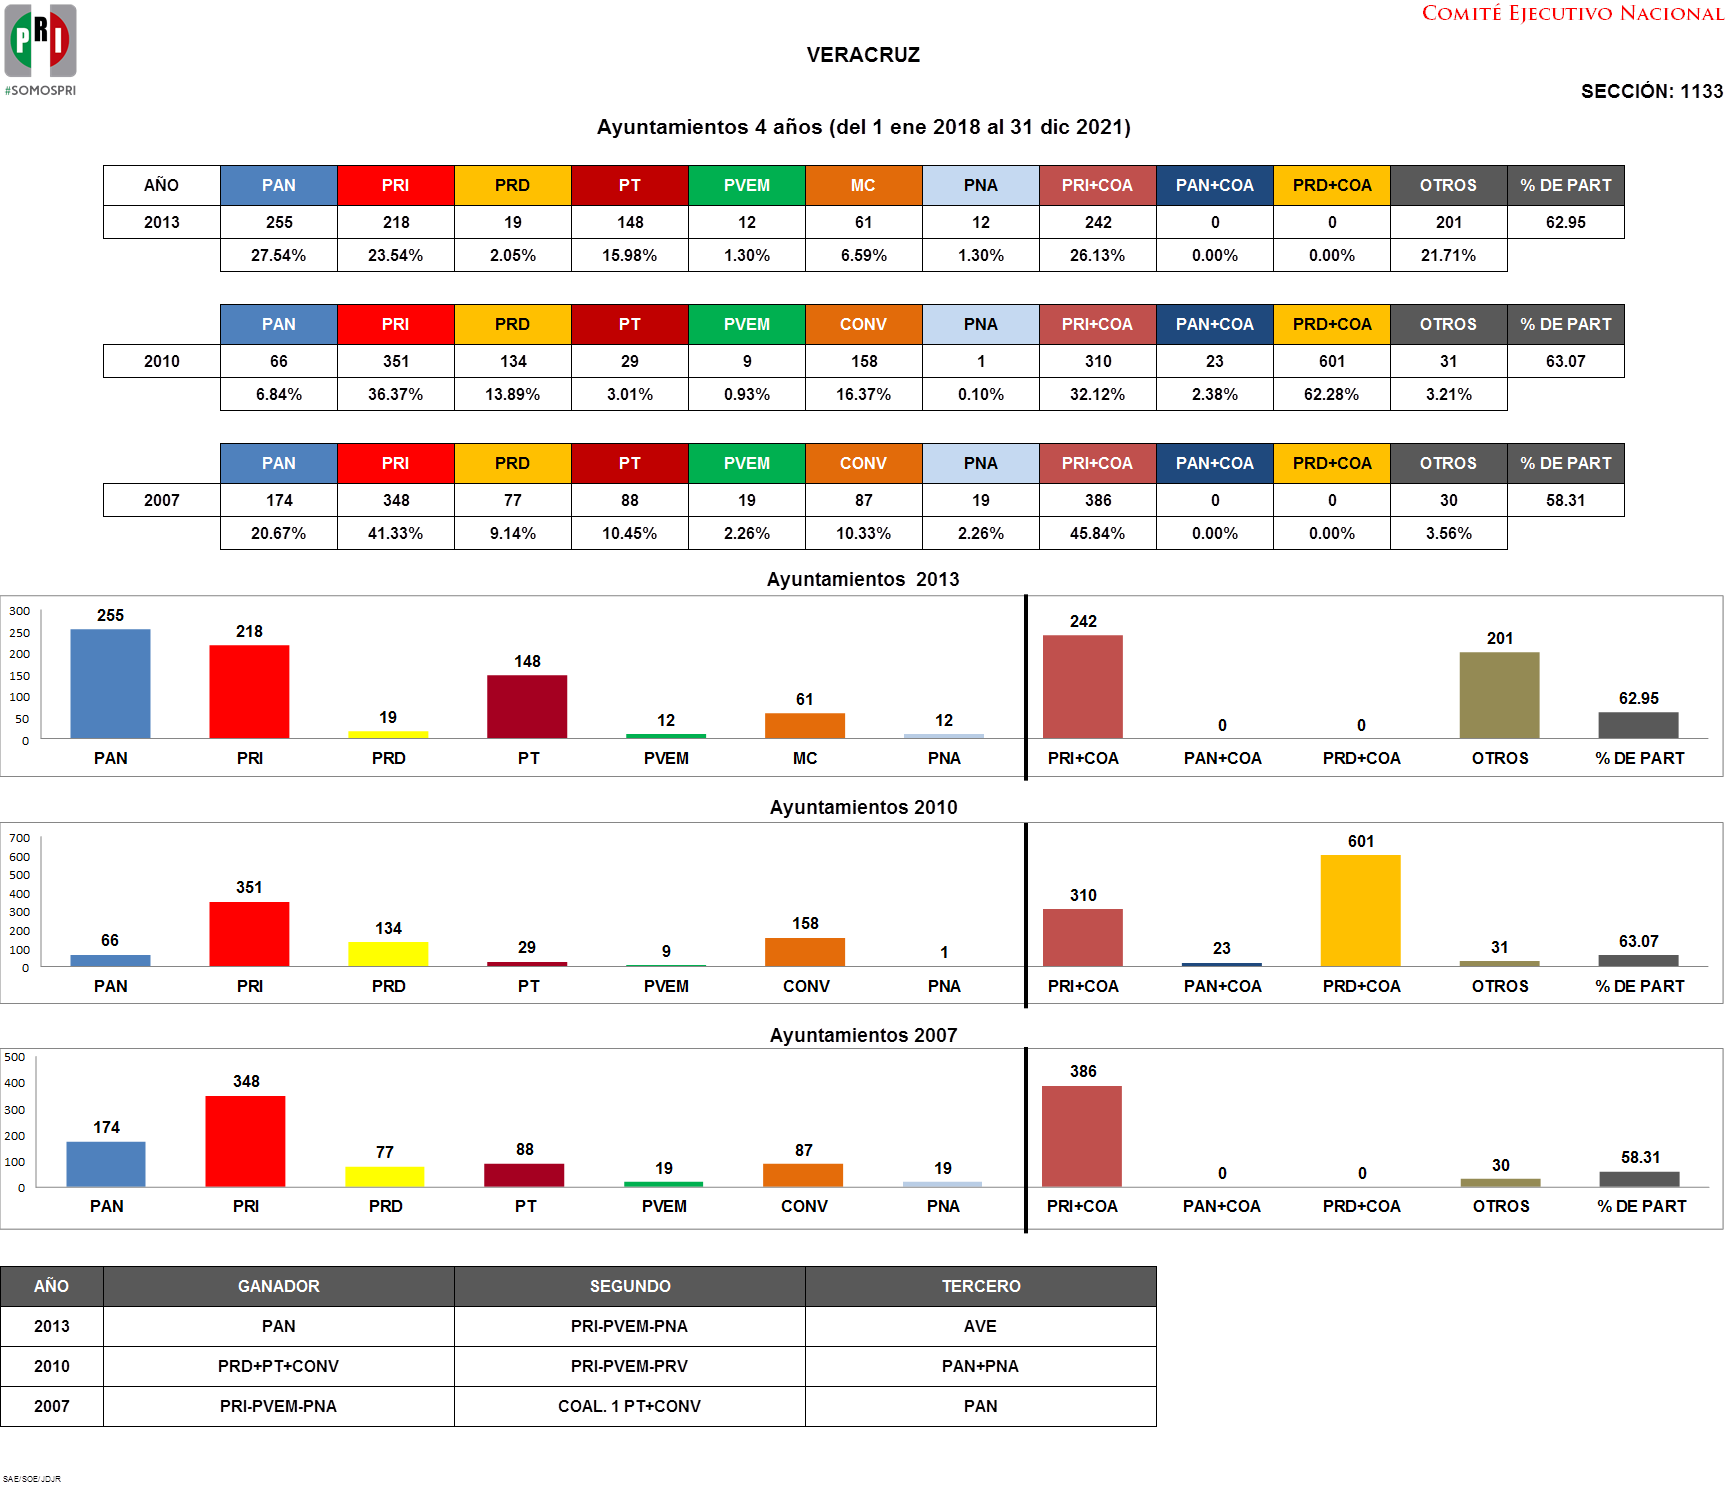 PRI
#SOMOSPRI
COMITÉ EJECUTIVO NACIONAL
VERACRUZ
SECCIÓN: 1133
Ayuntamientos 4 años (del 1 ene 2018 al 31 dic 2021)
AÑO PAN PRI PRD PT PVEM MC PNA PRI+COA PAN+COA PRD+COA OTROS % DE PART
2013 255 218 19 148 12 61 12 242 0 0 201 62.95
27.54% 23.54% 2.05% 15.98% 1.30% 6.59% 1.30% 26.13% 0.00% 0.00% 21.71%
PAN PRI PRD PT PVEM CONV PNA PRI+COA PAN+COA PRD+COA OTROS % DE PART
2010 66 351 134 29 9 158 1 310 23 601 31 63.07
6.84% 36.37% 13.89% 3.01% 0.93% 16.37% 0.10% 32.12% 2.38% 62.28% 3.21%
PAN PRI PRD PT PVEM CONV PNA PRI+COA PAN+COA PRD+COA OTROS % DE PART
2007 174 348 77 88 19 87 19 386 0 0 30 58.31
20.67% 41.33% 9.14% 10.45% 2.26% 10.33% 2.26% 45.84% 0.00% 0.00% 3.56%
Ayuntamientos 2013
300
250
200
150
100
50
0
255 218 19 148 12 61 12 242 0 0 201 62.95
PAN PRI PRD PT PVEM MC PNA PRI+COA PAN+COA PRD+COA OTROS % DE PART
Ayuntamientos 2010
700
600
500
400
300
200
100
0
66 351 134 29 9 158 1 310 23 601 31 63.07
PAN PRI PRD PT PVEM CONV PNA PRI+COA PAN+COA PRD+COA OTROS % DE PART
Ayuntamientos 2007
500
400
300
200
100
0
174 348 77 88 19 87 19 386 0 0 30 58.31
PAN PRI PRD PT PVEM CONV PNA PRI+COA PAN+COA PRD+COA OTROS % DE PART
AÑO GANADOR SEGUNDO TERCERO
2013 PAN PRI-PVEM-PNA AVE
2010 PRD+PT+CONV PRI-PVEM-PRV PAN+PNA
2007 PRI-PVEM-PNA COAL. 1 PT+CONV PAN
SAE/SOE/JDJR